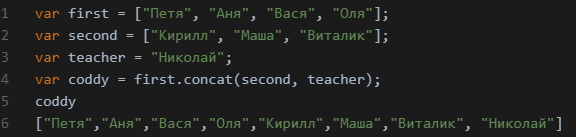 1 var first = ["Петя", "Аня", "Вася", "Оля"];
2 var second = ["Кирилл", "Маша", "Виталик"];
3 var teacher = "Николай";
4 var coddy = first.concat(second, teacher);
5 coddy
6 ["Петя","Аня","Вася","Оля","Кирилл","Маша","Виталик", "Николай"]